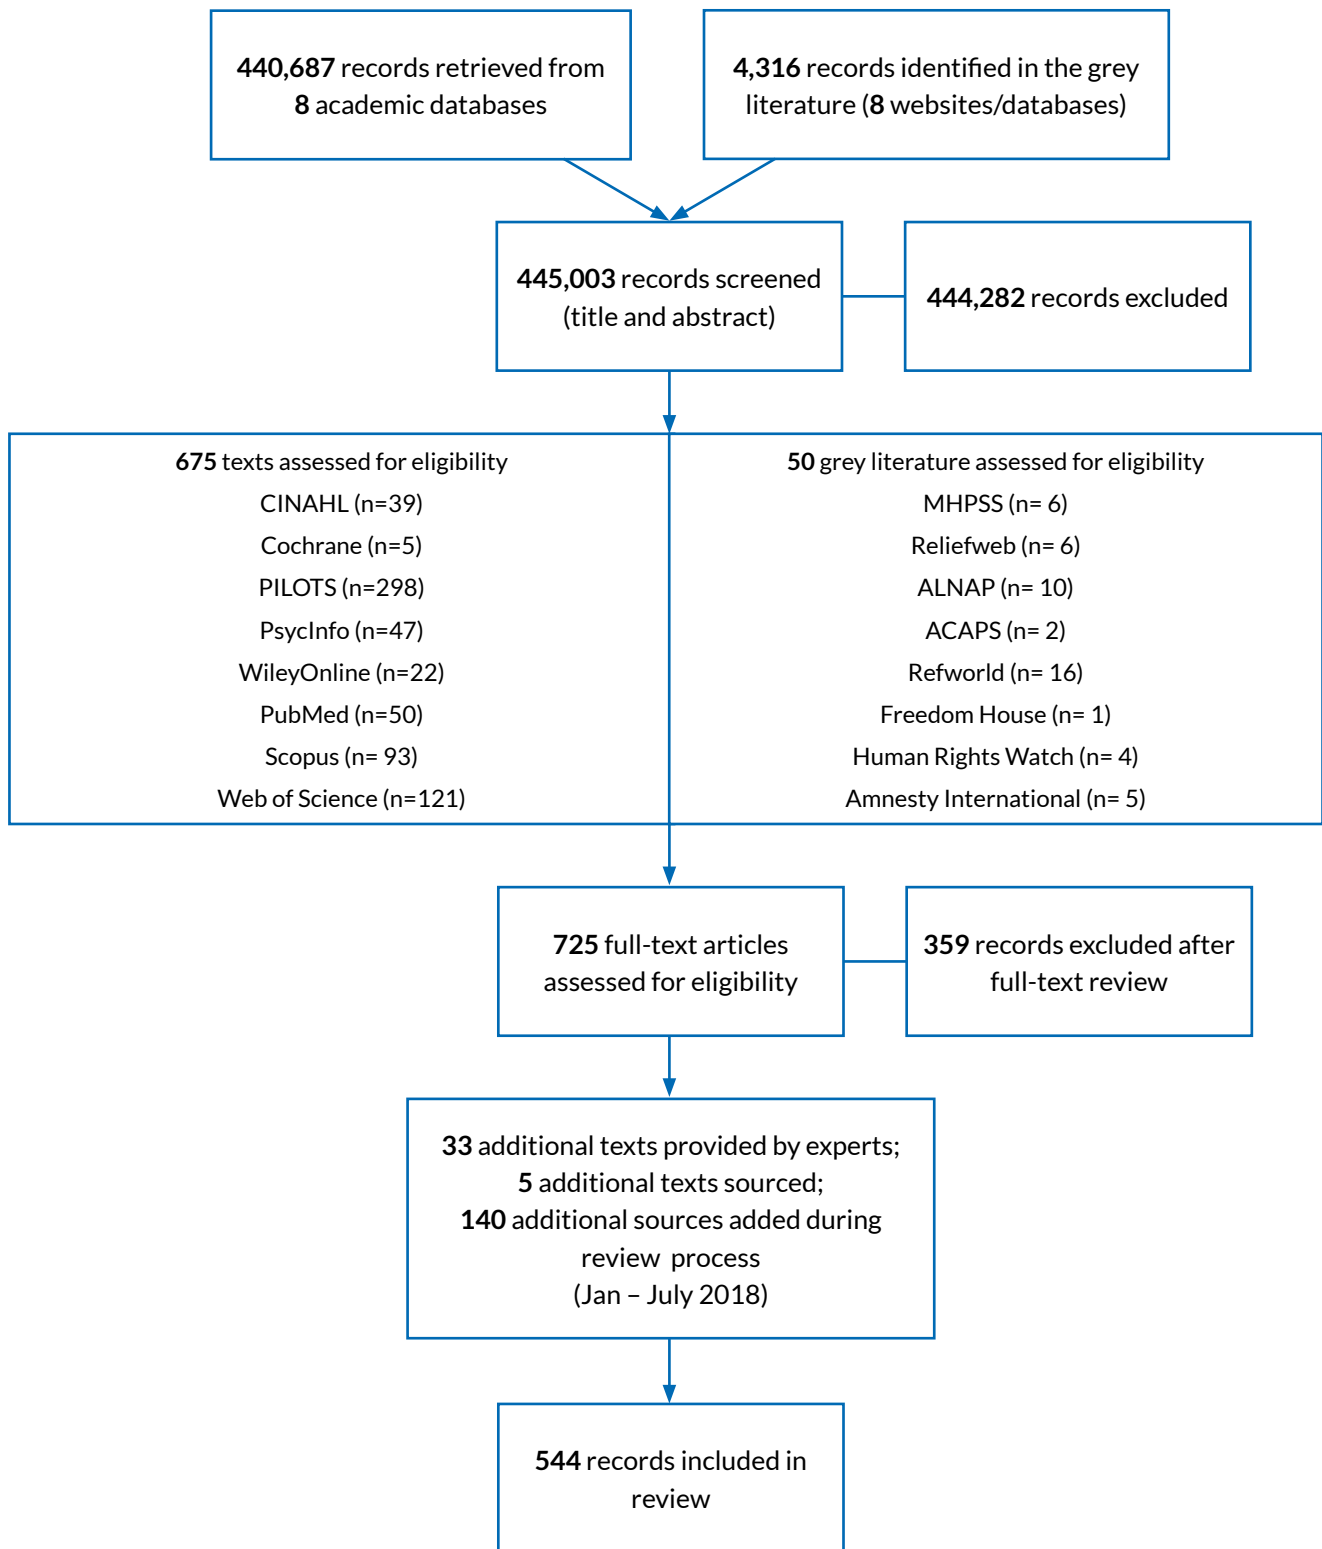 440,687 records retrieved from
8 academic databases
4,316 records identified in the grey
literature (8 websites/databases)
445,003 records screened
(title and abstract)
444,282 records excluded
675 texts assessed for eligibility
CINAHL (n=39)
Cochrane (n=5)
PILOTS (n=298)
PsycInfo (n=47)
WileyOnline (n=22)
PubMed (n=50)
Scopus (n= 93)
Web of Science (n=121)
50 grey literature assessed for eligibility
MHPSS (n= 6)
Reliefweb (n= 6)
ALNAP (n= 10)
ACAPS (n= 2)
Refworld (n= 16)
Freedom House (n= 1)
Human Rights Watch (n= 4)
Amnesty International (n= 5)
725 full-text articles
assessed for eligibility
359 records excluded after
full-text review
33 additional texts provided by experts;
5 additional texts sourced;
140 additional sources added during
review process
(Jan – July 2018)
544 records included in
review